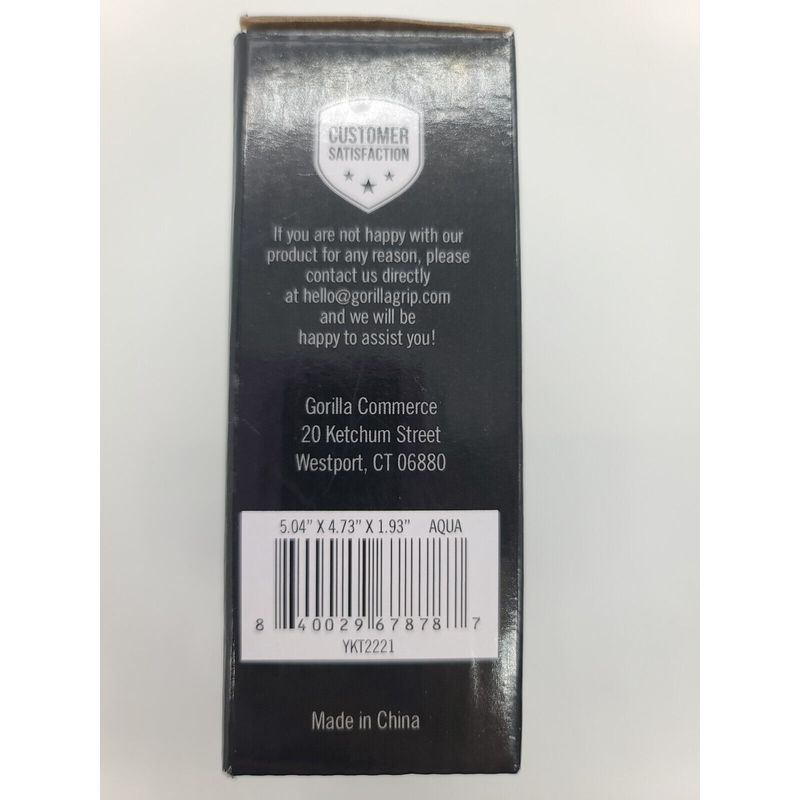 CUSTOMER
SATISFACTION
If you are not happy with our
product for any reason, please
contact us directly
at hello@gorillagrip.com
and we will be
happy to assist you!
Gorilla Commerce
20 Ketchum Street
Westport, CT 06880
5.04" X 4.73" X 1.93" AQUA
8 40029 67878 7
YKT2221
Made in China